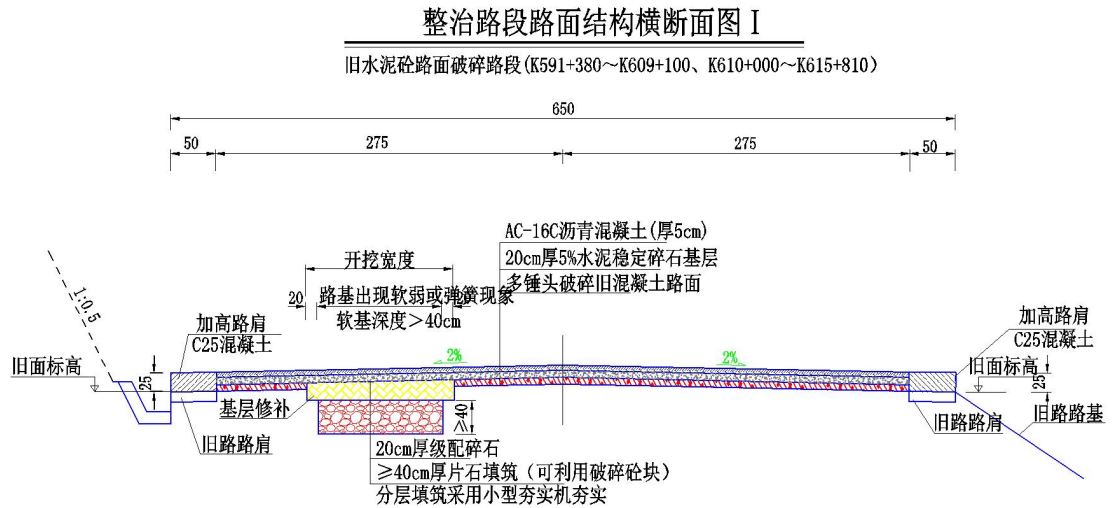 整治路段路面结构横断面图 I
旧水泥砼路面破碎路段(K591+380～K609+100、K610+000～K615+810)
650
50
275
275
50
AC-16C沥青混凝土(厚5cm)
20cm厚5%水泥稳定碎石基层
多锤头破碎旧混凝土路面
开挖宽度
20
路基出现软弱或弹簧现象
软基深度＞40cm
1:0.5
加高路肩
C25混凝土
旧面标高
25
2%
2%
加高路肩
C25混凝土
旧面标高
25
基层修补
≥40
旧路路肩
旧路路肩
旧路路基
20cm厚级配碎石
≥40cm厚片石填筑（可利用破碎砼块）
分层填筑采用小型夯实机夯实